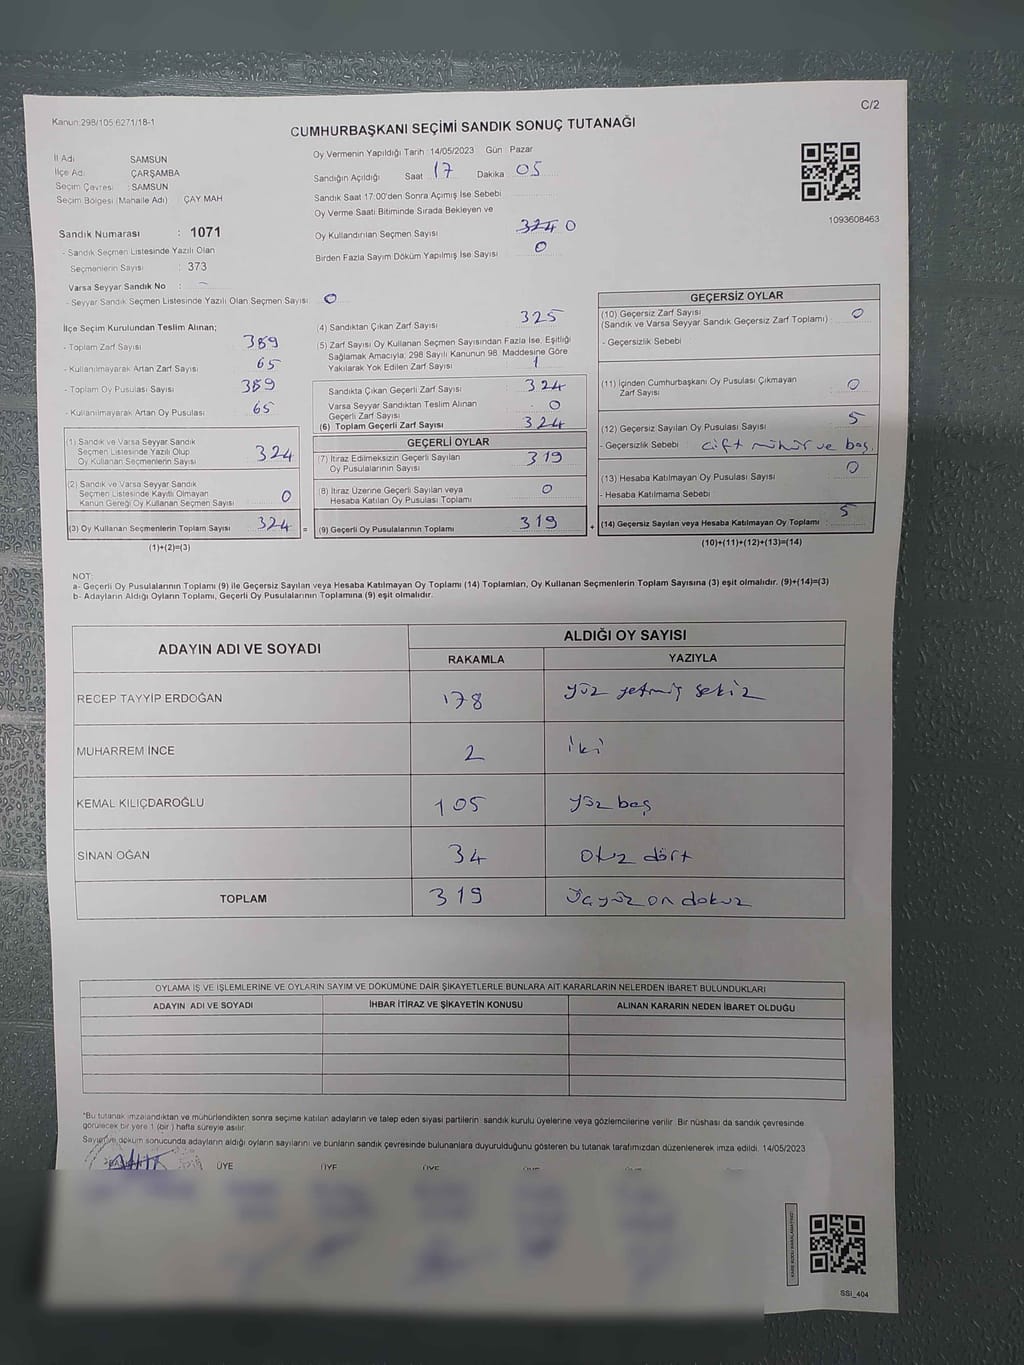 C/2
Kanun:298/105 6271/18-1
CUMHURBAŞKANI SEÇİMİ SANDIK SONUÇ TUTANAĞI
İl Adı SAMSUN
İlçe Ad: ÇARŞAMBA
Seçim Çevresi : SAMSUN
Seçim Bölgesi (Mahalle Adı) ÇAY MAH
Sandık Numarası : 1071
- Sandık Seçmen Listesinde Yazılı Olan
Seçmenlerin Sayısı : 373
Varsa Seyyar Sandık No : -
- Seyyar Sandık Seçmen Listesinde Yazılı Olan Seçmen Sayısı: 0
Oy Vermenin Yapıldığı Tarih :14/05/2023 Gün Pazar
Sandığın Açıldığı Saat 17 Dakika 05
Sandık Saat 17:00'den Sonra Açımış İse Sebebi
Oy Verme Saati Bitiminde Sırada Bekleyen ve
Oy Kullandırılan Seçmen Sayısı 324 0
Birden Fazla Sayım Döküm Yapılmış İse Sayısı 0
1093608463
İlçe Seçim Kurulundan Teslim Alınan;
- Toplam Zarf Sayısı 389
- Kullanılmayarak Artan Zarf Sayısı 65
- Toplam Oy Pusulası Sayısı 389
- Kullanılmayarak Artan Oy Pusulası 65
(1) Sandık ve Varsa Seyyar Sandık
Seçmen Listesinde Yazılı Olup
Oy Kullanan Seçmenlerin Sayısı 324
(2) Sandık ve Varsa Seyyar Sandık
Seçmen Listesinde Kayıtlı Olmayan
Kanun Gereği Oy Kullanan Seçmen Sayısı 0
(3) Oy Kullanan Seçmenlerin Toplam Sayısı 324 =
(1)+(2)=(3)
(4) Sandıktan Çıkan Zarf Sayısı 325
(5) Zarf Sayısı Oy Kullanan Seçmen Sayısından Fazla İse, Eşitliği
Sağlamak Amacıyla; 298 Sayılı Kanunun 98. Maddesine Göre
Yakılarak Yok Edilen Zarf Sayısı 1
Sandıkta Çıkan Geçerli Zarf Sayısı 324
Varsa Seyyar Sandıktan Teslim Alınan
Geçerli Zarf Sayısı : 0
(6) Toplam Geçerli Zarf Sayısı 324
GEÇERLİ OYLAR
(7) İtiraz Edilmeksizin Geçerli Sayılan
Oy Pusulalarının Sayısı 319
(8) İtiraz Üzerine Geçerli Sayılan veya
Hesaba Katılan Oy Pusulası Toplamı 0
(9) Geçerli Oy Pusulalarının Toplamı 319 +
GEÇERSİZ OYLAR
(10) Geçersiz Zarf Sayısı
(Sandık ve Varsa Seyyar Sandık Geçersiz Zarf Toplamı) : 0
- Geçersizlik Sebebi
(11) İçinden Cumhurbaşkanı Oy Pusulası Çıkmayan
Zarf Sayısı 0
(12) Geçersiz Sayılan Oy Pusulası Sayısı 5
- Geçersizlik Sebebi : çift mühür ve boş.
(13) Hesaba Katılmayan Oy Pusulası Sayısı 0
- Hesaba Katılmama Sebebi
(14) Geçersiz Sayılan veya Hesaba Katılmayan Oy Toplamı : 5
(10)+(11)+(12)+(13)=(14)
NOT:
a- Geçerli Oy Pusulalarının Toplamı (9) ile Geçersiz Sayılan veya Hesaba Katılmayan Oy Toplamı (14) Toplamları, Oy Kullanan Seçmenlerin Toplam Sayısına (3) eşit olmalıdır. (9)+(14)=(3)
b- Adayların Aldığı Oyların Toplamı, Geçerli Oy Pusulalarının Toplamına (9) eşit olmalıdır.
ADAYIN ADI VE SOYADI ALDIĞI OY SAYISI
RAKAMLA YAZIYLA
RECEP TAYYİP ERDOĞAN 178 yüz yetmiş sekiz
MUHARREM İNCE 2 iki
KEMAL KILIÇDAROĞLU 105 yüz beş
SİNAN OĞAN 34 otuz dört
TOPLAM 319 üçyüz on dokuz
OYLAMA İŞ VE İŞLEMLERİNE VE OYLARIN SAYIM VE DÖKÜMÜNE DAİR ŞİKAYETLERLE BUNLARA AİT KARARLARIN NELERDEN İBARET BULUNDUKLARI
ADAYIN ADI VE SOYADI İHBAR İTİRAZ VE ŞİKAYETİN KONUSU ALINAN KARARIN NEDEN İBARET OLDUĞU
*Bu tutanak imzalandıktan ve mühürlendikten sonra seçime katılan adayların ve talep eden siyasi partilerin sandık kurulu üyelerine veya gözlemcilerine verilir. Bir nüshası da sandık çevresinde
görülecek bir yere 1 (bir ) hafta süreyle asılır.
Sayım ve döküm sonucunda adayların aldığı oyların sayılarını ve bunların sandık çevresinde bulunanlara duyurulduğunu gösteren bu tutanak tarafımızdan düzenlenerek imza edildi. 14/05/2023
ÜYE ÜYE ÜYE
SSİ_404